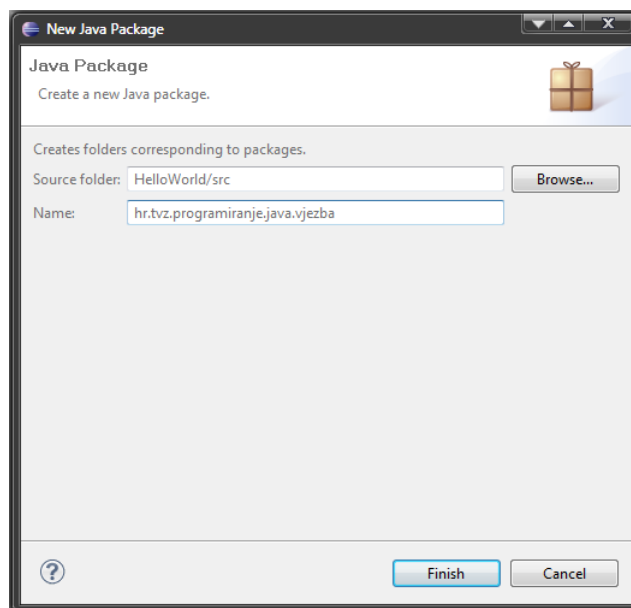 New Java Package
X
Java Package
Create a new Java package.
Creates folders corresponding to packages.
Source folder: HelloWorld/src Browse...
Name: hr.tvz.programiranje.java.vjezba
? Finish Cancel